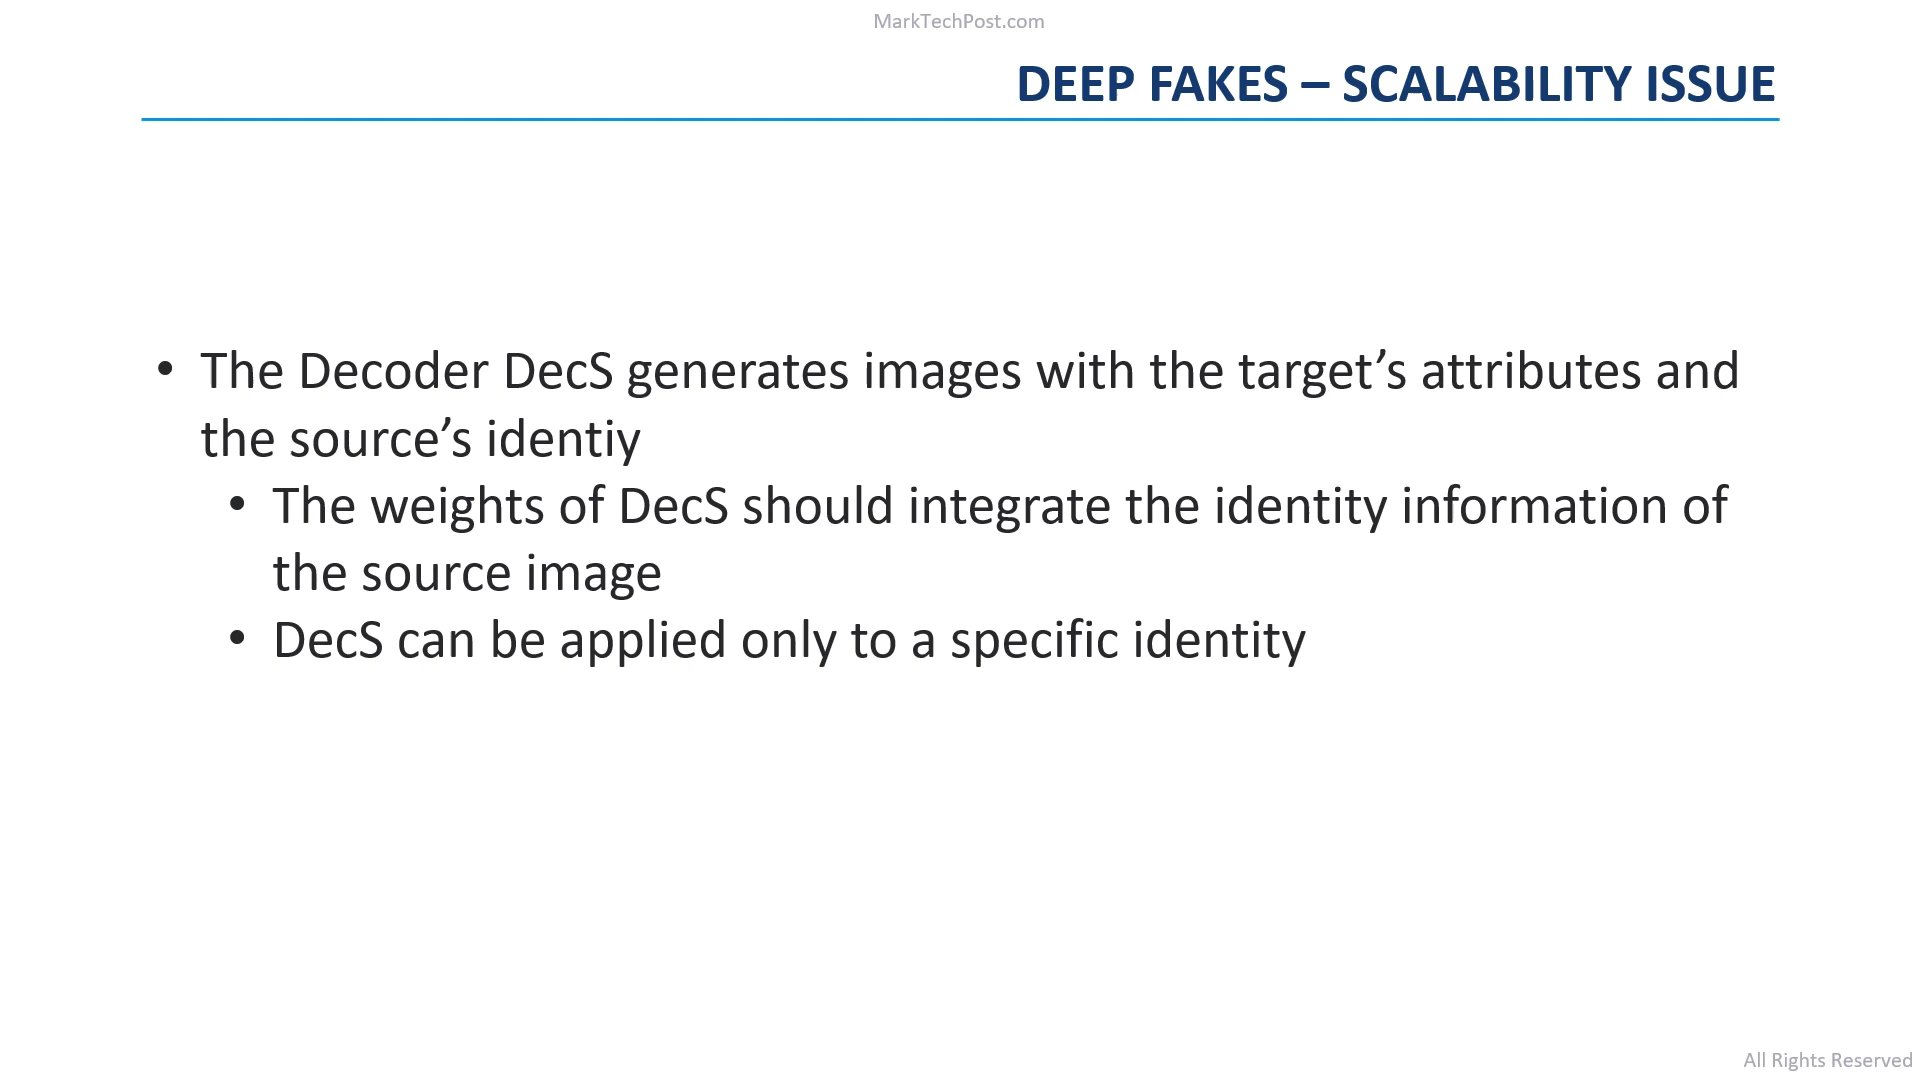 MarkTechPost.com
DEEP FAKES – SCALABILITY ISSUE
• The Decoder DecS generates images with the target’s attributes and
the source’s identiy
• The weights of DecS should integrate the identity information of
the source image
• DecS can be applied only to a specific identity
All Rights Reserved